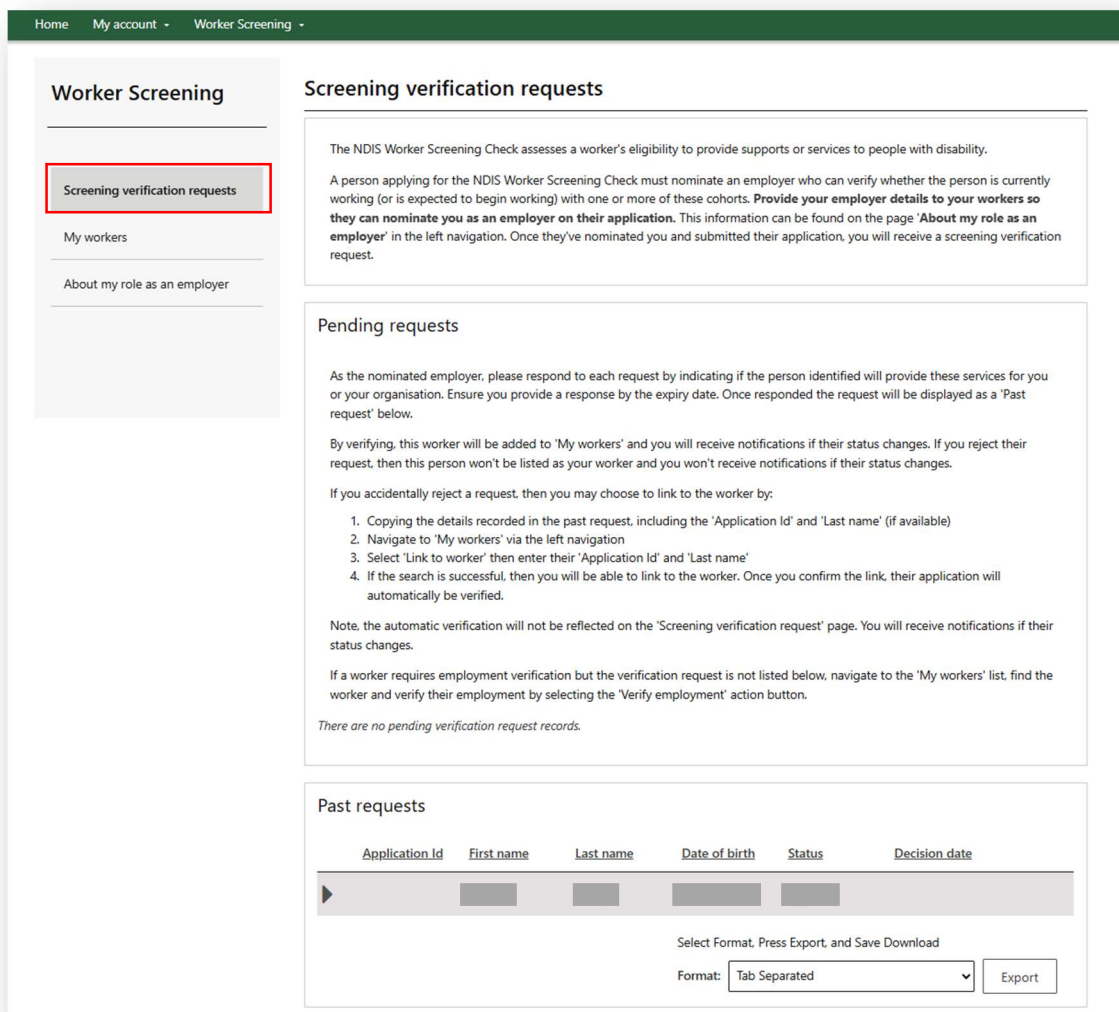 Home My account Worker Screening
Worker Screening
Screening verification requests
My workers
About my role as an employer
Screening verification requests
The NDIS Worker Screening Check assesses a worker's eligibility to provide supports or services to people with disability.
A person applying for the NDIS Worker Screening Check must nominate an employer who can verify whether the person is currently
working (or is expected to begin working) with one or more of these cohorts. Provide your employer details to your workers so
they can nominate you as an employer on their application. This information can be found on the page 'About my role as an
employer' in the left navigation. Once they've nominated you and submitted their application, you will receive a screening verification
request.
Pending requests
As the nominated employer, please respond to each request by indicating if the person identified will provide these services for you
or your organisation. Ensure you provide a response by the expiry date. Once responded the request will be displayed as a 'Past
request' below.
By verifying, this worker will be added to 'My workers' and you will receive notifications if their status changes. If you reject their
request, then this person won't be listed as your worker and you won't receive notifications if their status changes.
If you accidentally reject a request, then you may choose to link to the worker by:
1. Copying the details recorded in the past request, including the 'Application Id' and 'Last name' (if available)
2. Navigate to 'My workers' via the left navigation
3. Select 'Link to worker' then enter their 'Application Id' and 'Last name'
4. If the search is successful, then you will be able to link to the worker. Once you confirm the link, their application will
automatically be verified.
Note, the automatic verification will not be reflected on the 'Screening verification request' page. You will receive notifications if their
status changes.
If a worker requires employment verification but the verification request is not listed below, navigate to the 'My workers' list, find the
worker and verify their employment by selecting the 'Verify employment' action button.
There are no pending verification request records.
Past requests
Application Id First name Last name Date of birth Status Decision date
Select Format, Press Export, and Save Download
Format: Tab Separated Export